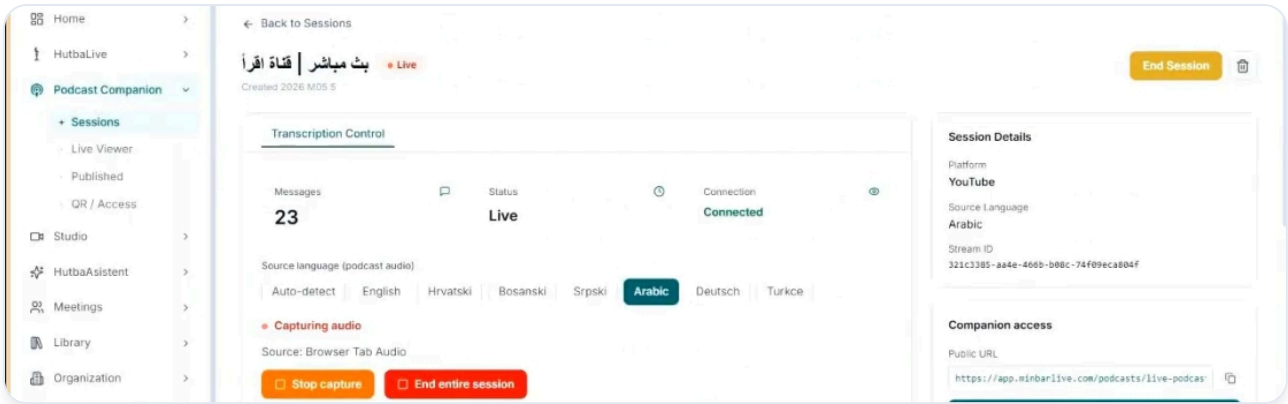 Home
HutbaLive
Podcast Companion
Sessions
Live Viewer
Published
QR / Access
Studio
HutbaAsistent
Meetings
Library
Organization
← Back to Sessions
بث مباشر | قناة اقرأ
Live
Created 2026 M05 5
End Session
Transcription Control
Messages
23
Status
Live
Connection
Connected
Source language (podcast audio)
Auto-detect English Hrvatski Bosanski Srpski Arabic Deutsch Turkce
Capturing audio
Source: Browser Tab Audio
Stop capture End entire session
Session Details
Platform
YouTube
Source Language
Arabic
Stream ID
321c3385-aa4e-466b-b08c-74f09eca804f
Companion access
Public URL
https://app.minbarlive.com/podcasts/live-podcas